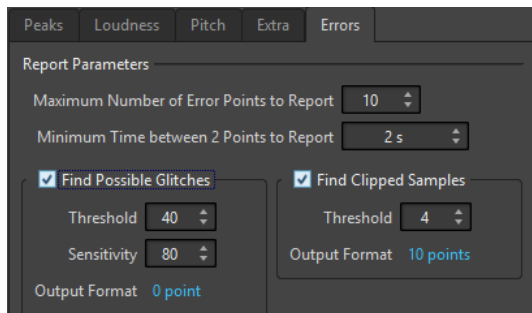 Peaks Loudness Pitch Extra Errors
Report Parameters
Maximum Number of Error Points to Report 10
Minimum Time between 2 Points to Report 2 s
Find Possible Glitches
Threshold 40
Sensitivity 80
Output Format 0 point
Find Clipped Samples
Threshold 4
Output Format 10 points